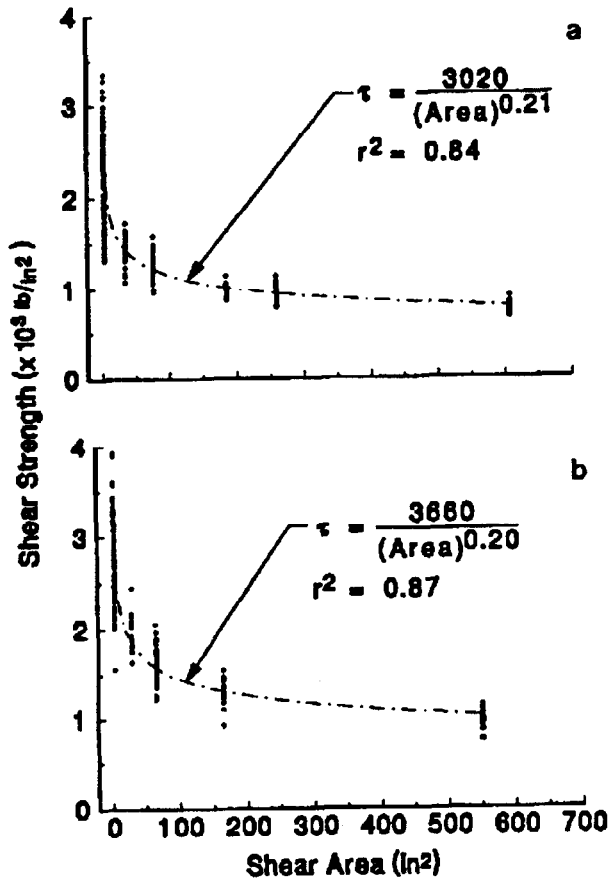 4
3
2
1
0
a
τ = 3020
(Area)^0.21
r² = 0.84
Shear Strength (x 10³ lb/in²)
4
3
2
1
0
b
τ = 3660
(Area)^0.20
r² = 0.87
0 100 200 300 400 500 600 700
Shear Area (in²)